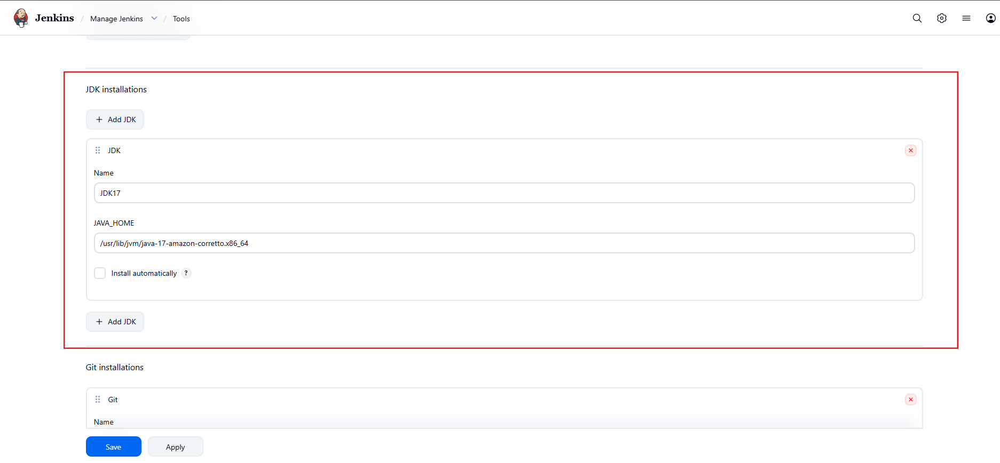 Jenkins / Manage Jenkins / Tools
JDK installations
+ Add JDK
JDK
Name
JDK17
JAVA_HOME
/usr/lib/jvm/java-17-amazon-corretto.x86_64
Install automatically ?
+ Add JDK
Git installations
Git
Name
Save Apply